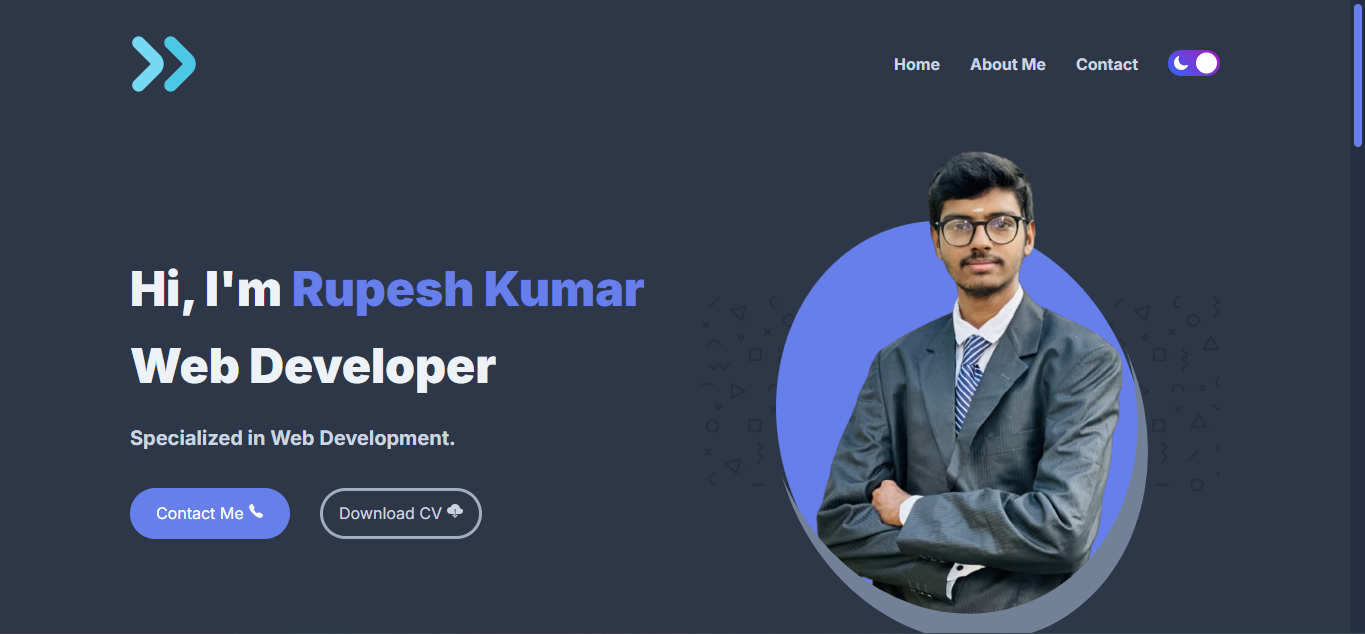 Home
About Me
Contact
Hi, I'm Rupesh Kumar
Web Developer
Specialized in Web Development.
Contact Me
Download CV